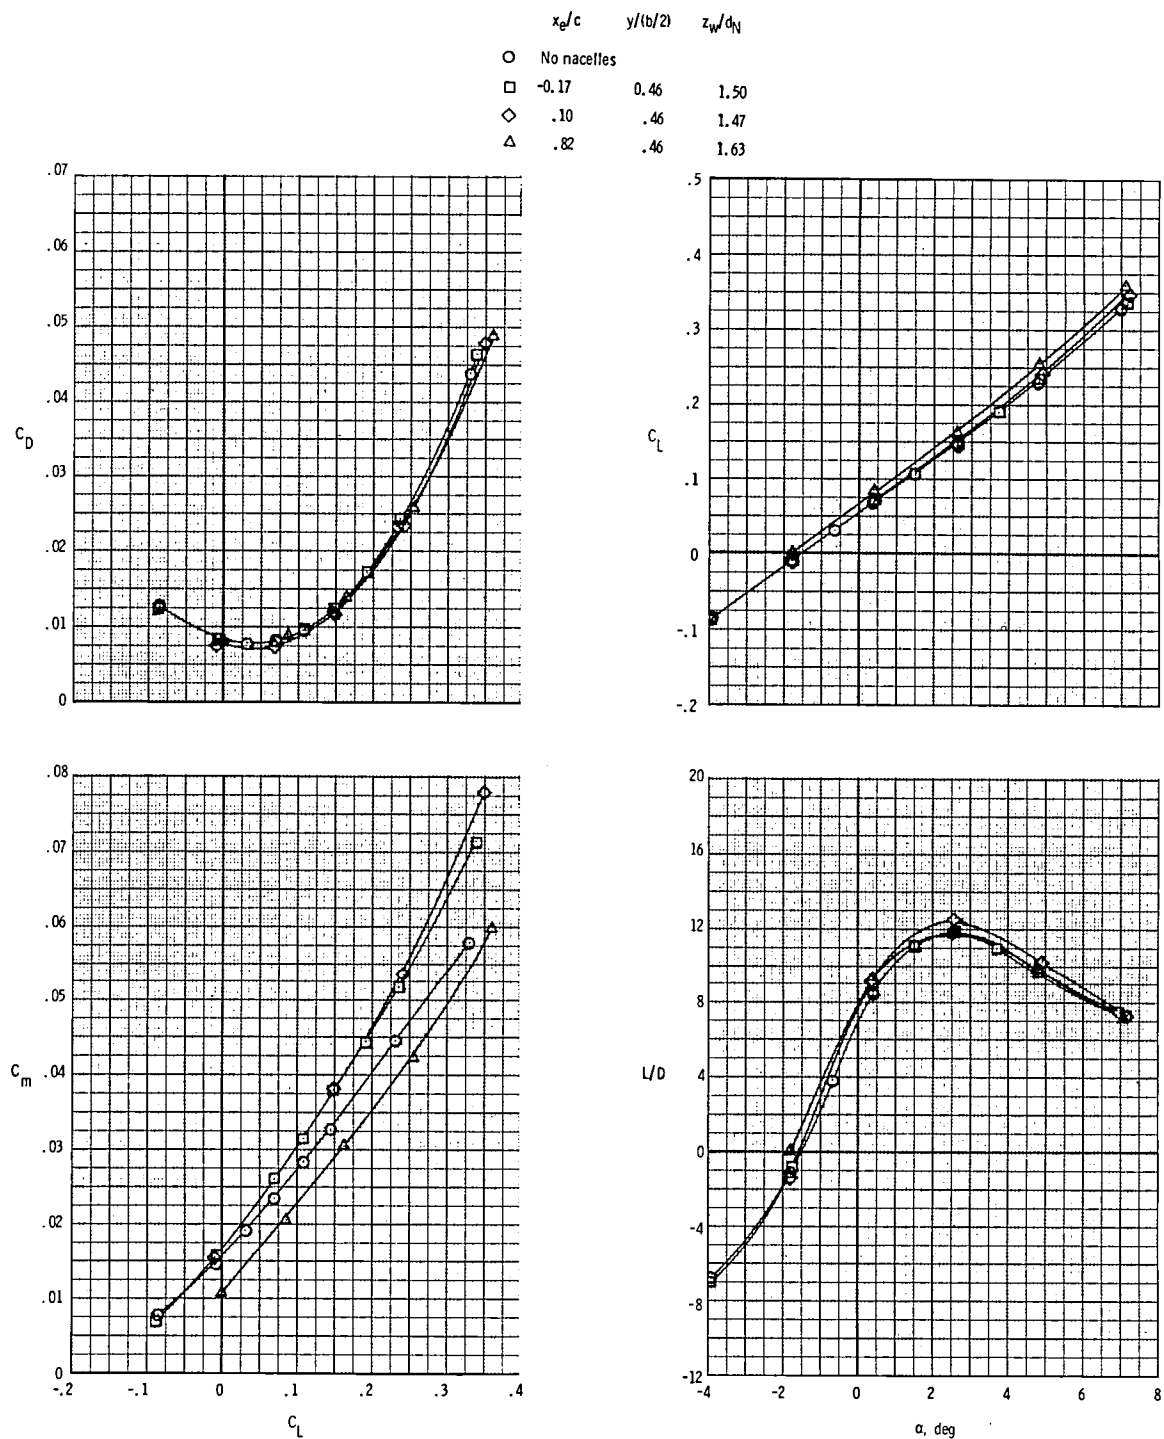 x_e/c y/(b/2) z_w/d_N
No nacelles
-0.17 0.46 1.50
.10 .46 1.47
.82 .46 1.63
.07
.06
.05
.04
.03
.02
.01
0
C_D
.5
.4
.3
.2
.1
0
-.1
-.2
C_L
.08
.07
.06
.05
.04
.03
.02
.01
0
C_m
-.2 -.1 0 .1 .2 .3 .4
C_L
20
16
12
8
4
0
-4
-8
-12
L/D
-4 -2 0 2 4 6 8
α, deg